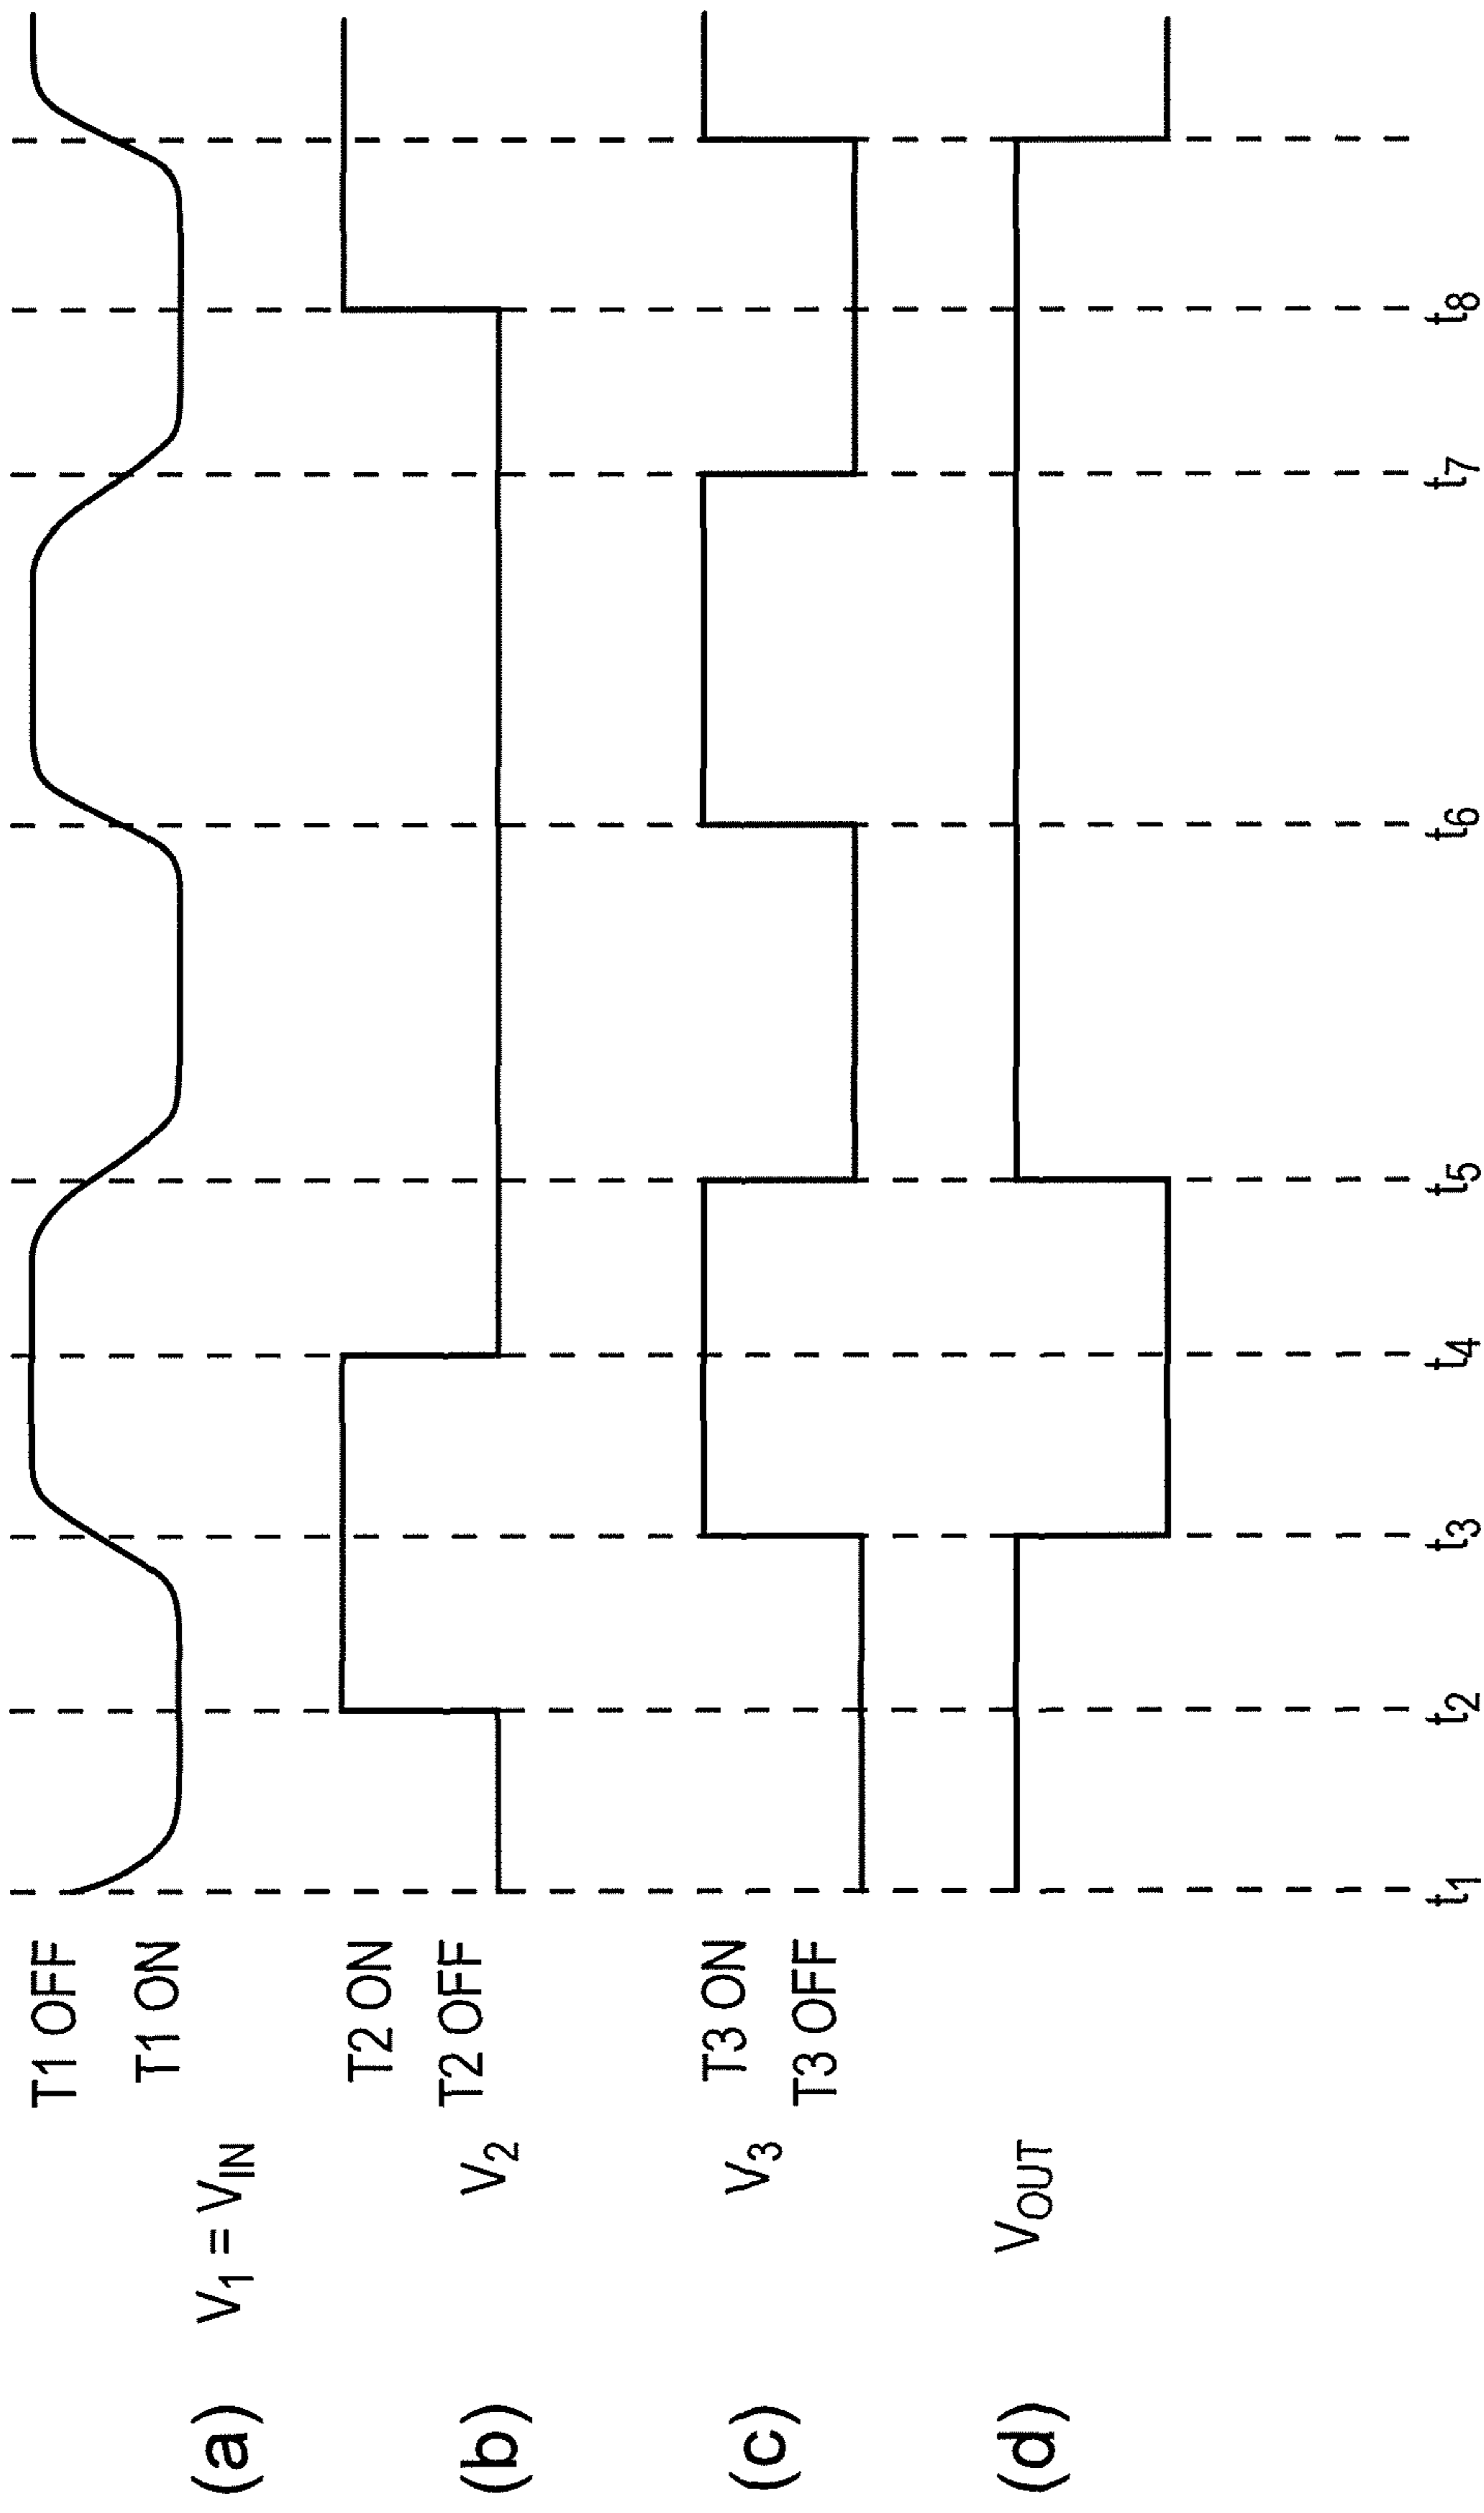 (a) V1 = VIN
T1 OFF
T1 ON
(b) V2
T2 ON
T2 OFF
(c) V3
T3 ON
T3 OFF
(d) VOUT
t1 t2 t3 t4 t5 t6 t7 t8